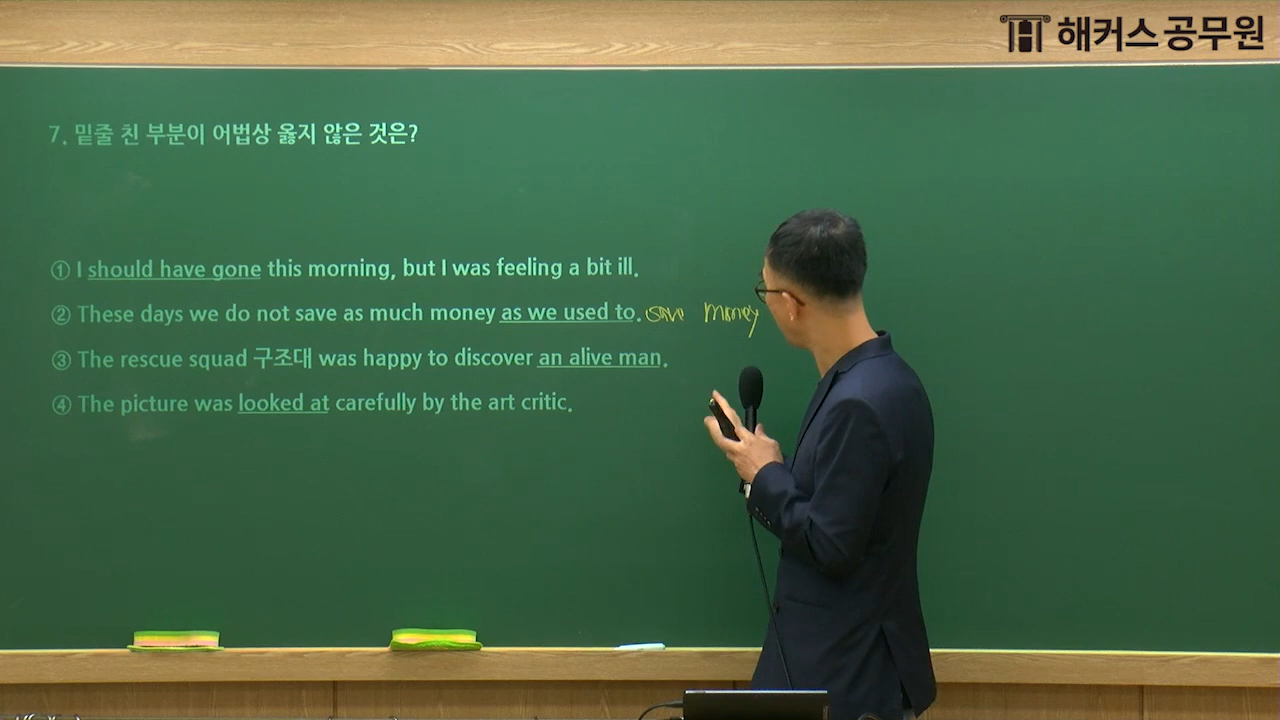 해커스공무원
7. 밑줄 친 부분이 어법상 옳지 않은 것은?
① I should have gone this morning, but I was feeling a bit ill.
② These days we do not save as much money as we used to. save money
③ The rescue squad 구조대 was happy to discover an alive man.
④ The picture was looked at carefully by the art critic.